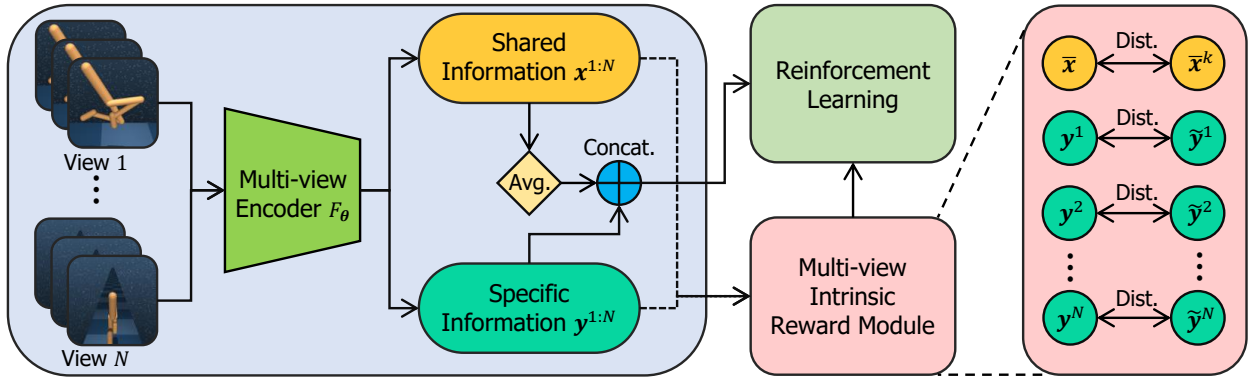 View 1
View N
Multi-view
Encoder F_θ
Shared
Information x^{1:N}
Avg.
Concat.
Specific
Information y^{1:N}
Reinforcement
Learning
Multi-view
Intrinsic
Reward Module
x̄ Dist. x̄^k
y^1 Dist. ỹ^1
y^2 Dist. ỹ^2
y^N Dist. ỹ^N